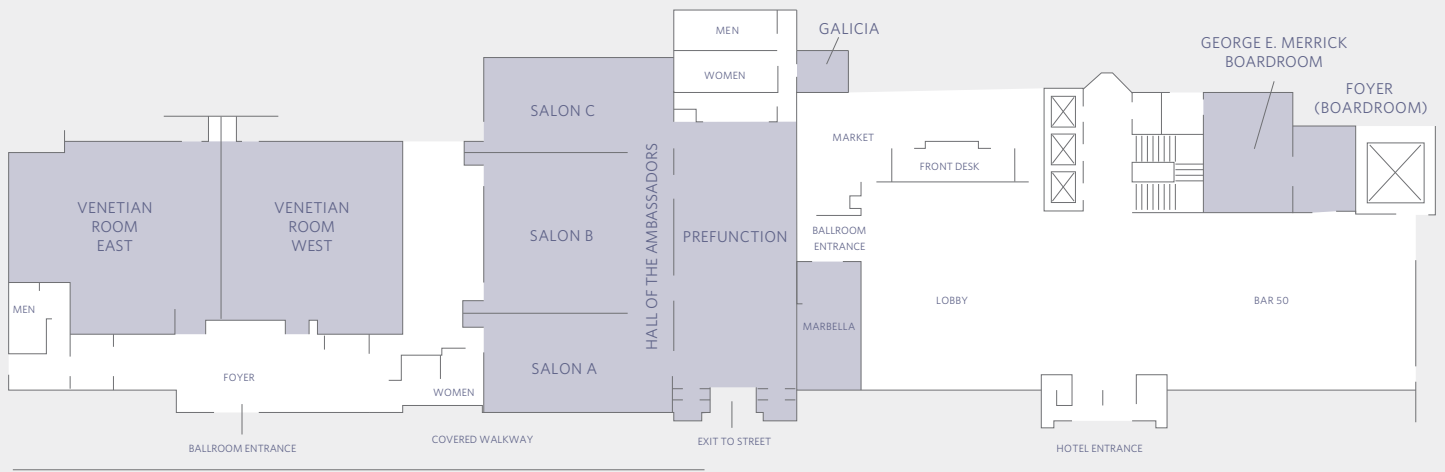 MEN
WOMEN
GALICIA
GEORGE E. MERRICK
BOARDROOM
FOYER
(BOARDROOM)
SALON C
MARKET
FRONT DESK
VENETIAN
ROOM
EAST
VENETIAN
ROOM
WEST
SALON B
HALL OF THE AMBASSADORS
PREFUNCTION
BALLROOM
ENTRANCE
MEN
LOBBY
BAR 50
MARBELLA
SALON A
FOYER
WOMEN
BALLROOM ENTRANCE
COVERED WALKWAY
EXIT TO STREET
HOTEL ENTRANCE